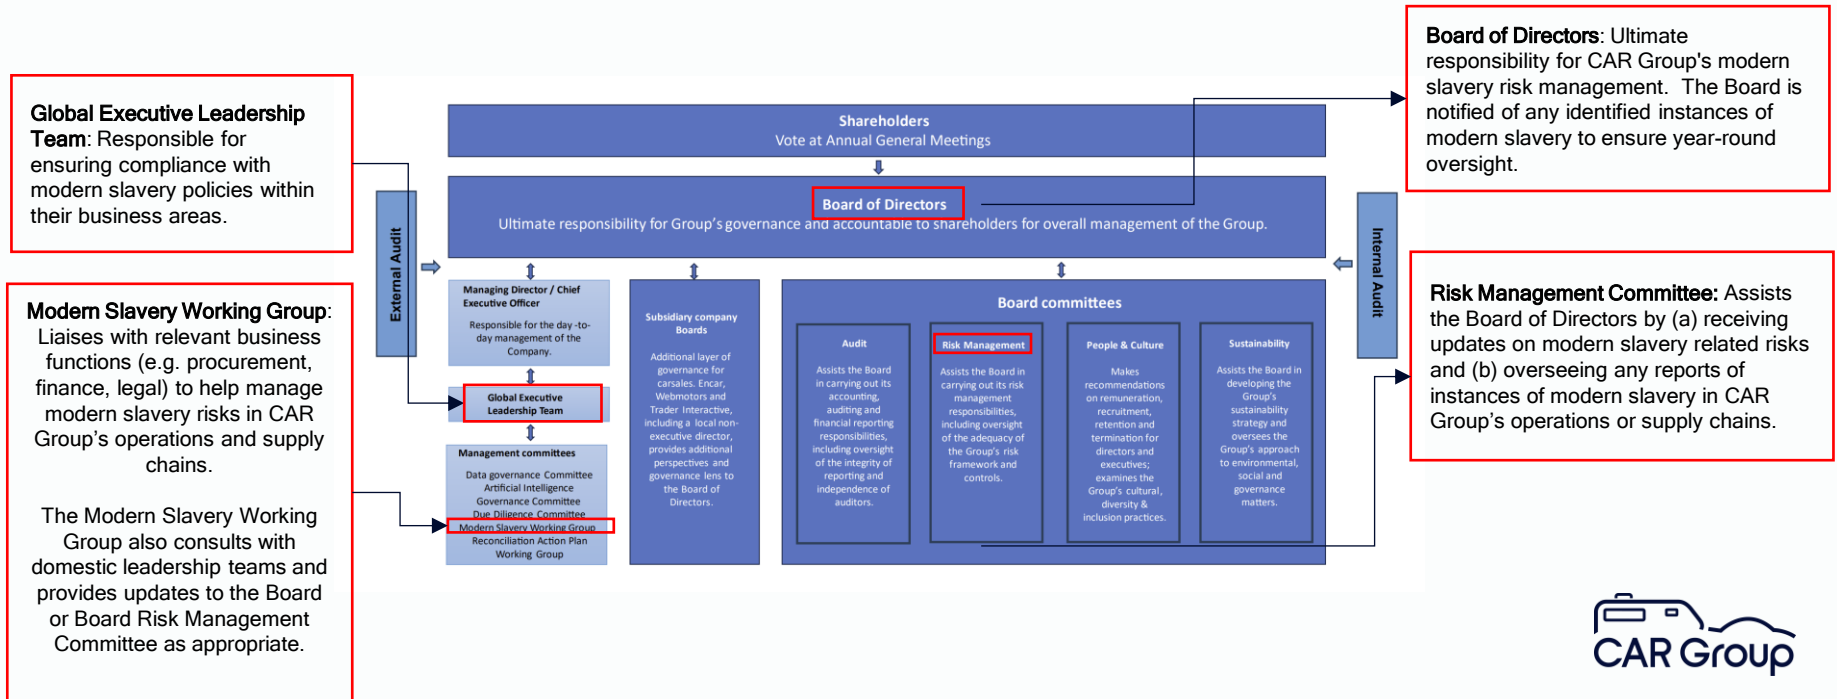 Global Executive Leadership
Team: Responsible for
ensuring compliance with
modern slavery policies within
their business areas.
Modern Slavery Working Group:
Liaises with relevant business
functions (e.g. procurement,
finance, legal) to help manage
modern slavery risks in CAR
Group's operations and supply
chains.
The Modern Slavery Working
Group also consults with
domestic leadership teams and
provides updates to the Board
or Board Risk Management
Committee as appropriate.
External Audit
Shareholders
Vote at Annual General Meetings
Board of Directors
Ultimate responsibility for Group's governance and accountable to shareholders for overall management of the Group.
Managing Director / Chief
Executive Officer
Responsible for the day -to-
day management of the
Company.
Global Executive
Leadership Team
Management committees
Data governance Committee
Artificial Intelligence
Governance Committee
Due Diligence Committee
Modern Slavery Working Group
Reconciliation Action Plan
Working Group
Subsidiary company
Boards
Additional layer of
governance for
carsales. Encar,
Webmotors and
Trader Interactive,
including a local non-
executive director,
provides additional
perspectives and
governance lens to
the Board of
Directors.
Board committees
Audit
Assists the Board
in carrying out its
accounting,
auditing and
financial reporting
responsibilities,
including oversight
of the integrity of
reporting and
independence of
auditors.
Risk Management
Assists the Board in
carrying out its risk
management
responsibilities,
including oversight
of the adequacy of
the Group's risk
framework and
controls.
People & Culture
Makes
recommendations
on remuneration,
recruitment,
retention and
termination for
directors and
executives;
examines the
Group's cultural,
diversity &
inclusion practices.
Sustainability
Assists the Board in
developing the
Group's
sustainability
strategy and
oversees the
Group's approach
to environmental,
social and
governance
matters.
Internal Audit
Board of Directors: Ultimate
responsibility for CAR Group's modern
slavery risk management. The Board is
notified of any identified instances of
modern slavery to ensure year-round
oversight.
Risk Management Committee: Assists
the Board of Directors by (a) receiving
updates on modern slavery related risks
and (b) overseeing any reports of
instances of modern slavery in CAR
Group's operations or supply chains.
CAR Group